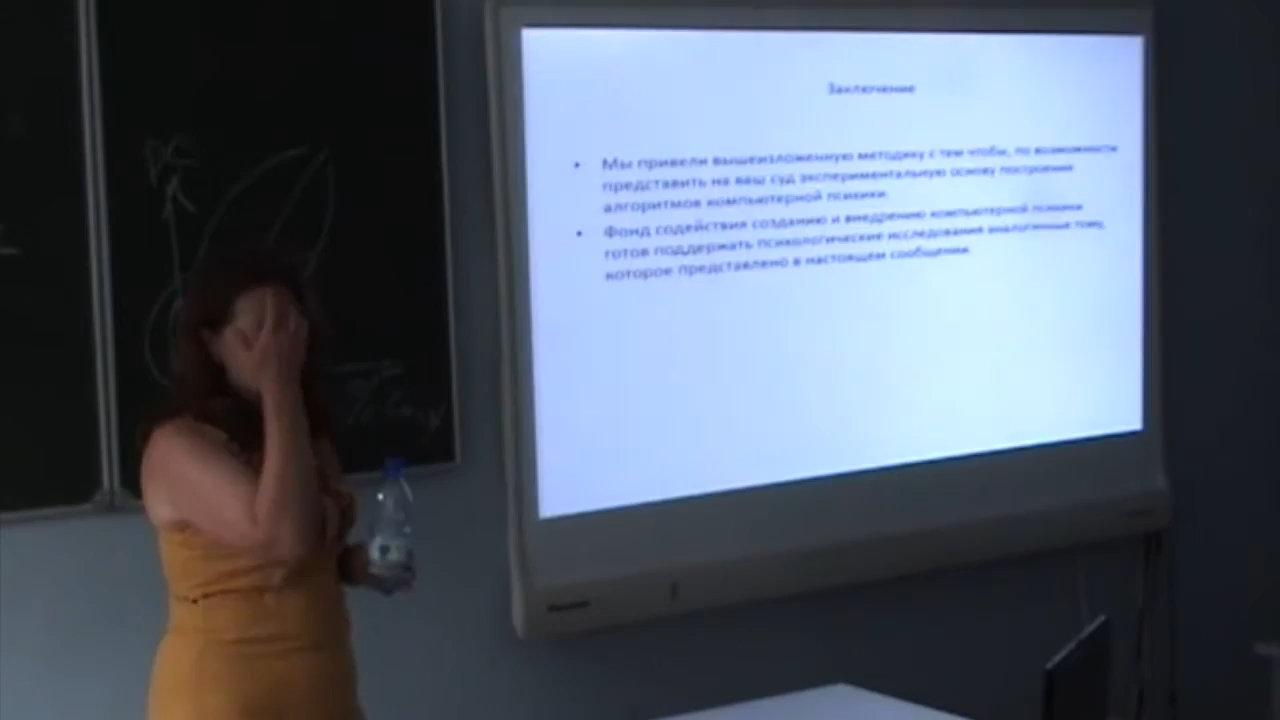 Заключение
• Мы привели вышеизложенную методику с тем чтобы, по возможности
представить на ваш суд экспериментальную основу построения
алгоритмов компьютерной психики.
• Фонд содействия созданию и внедрению компьютерной психики
готов поддержать психологические исследования аналогичные тому,
которое представлено в настоящем сообщении.